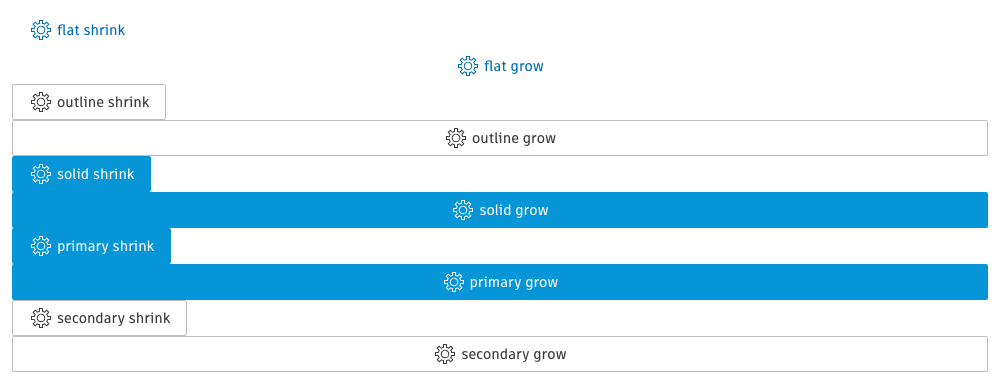 flat shrink
flat grow
outline shrink
outline grow
solid shrink
solid grow
primary shrink
primary grow
secondary shrink
secondary grow